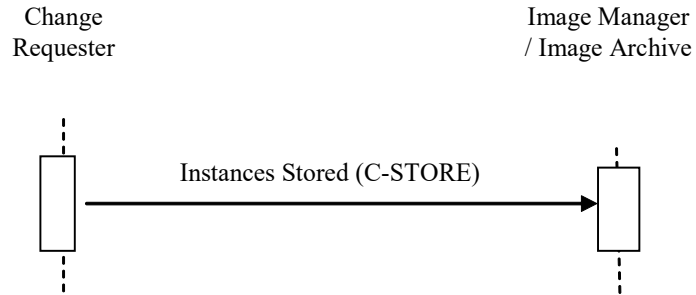 Change
Requester
Image Manager
/ Image Archive
Instances Stored (C-STORE)